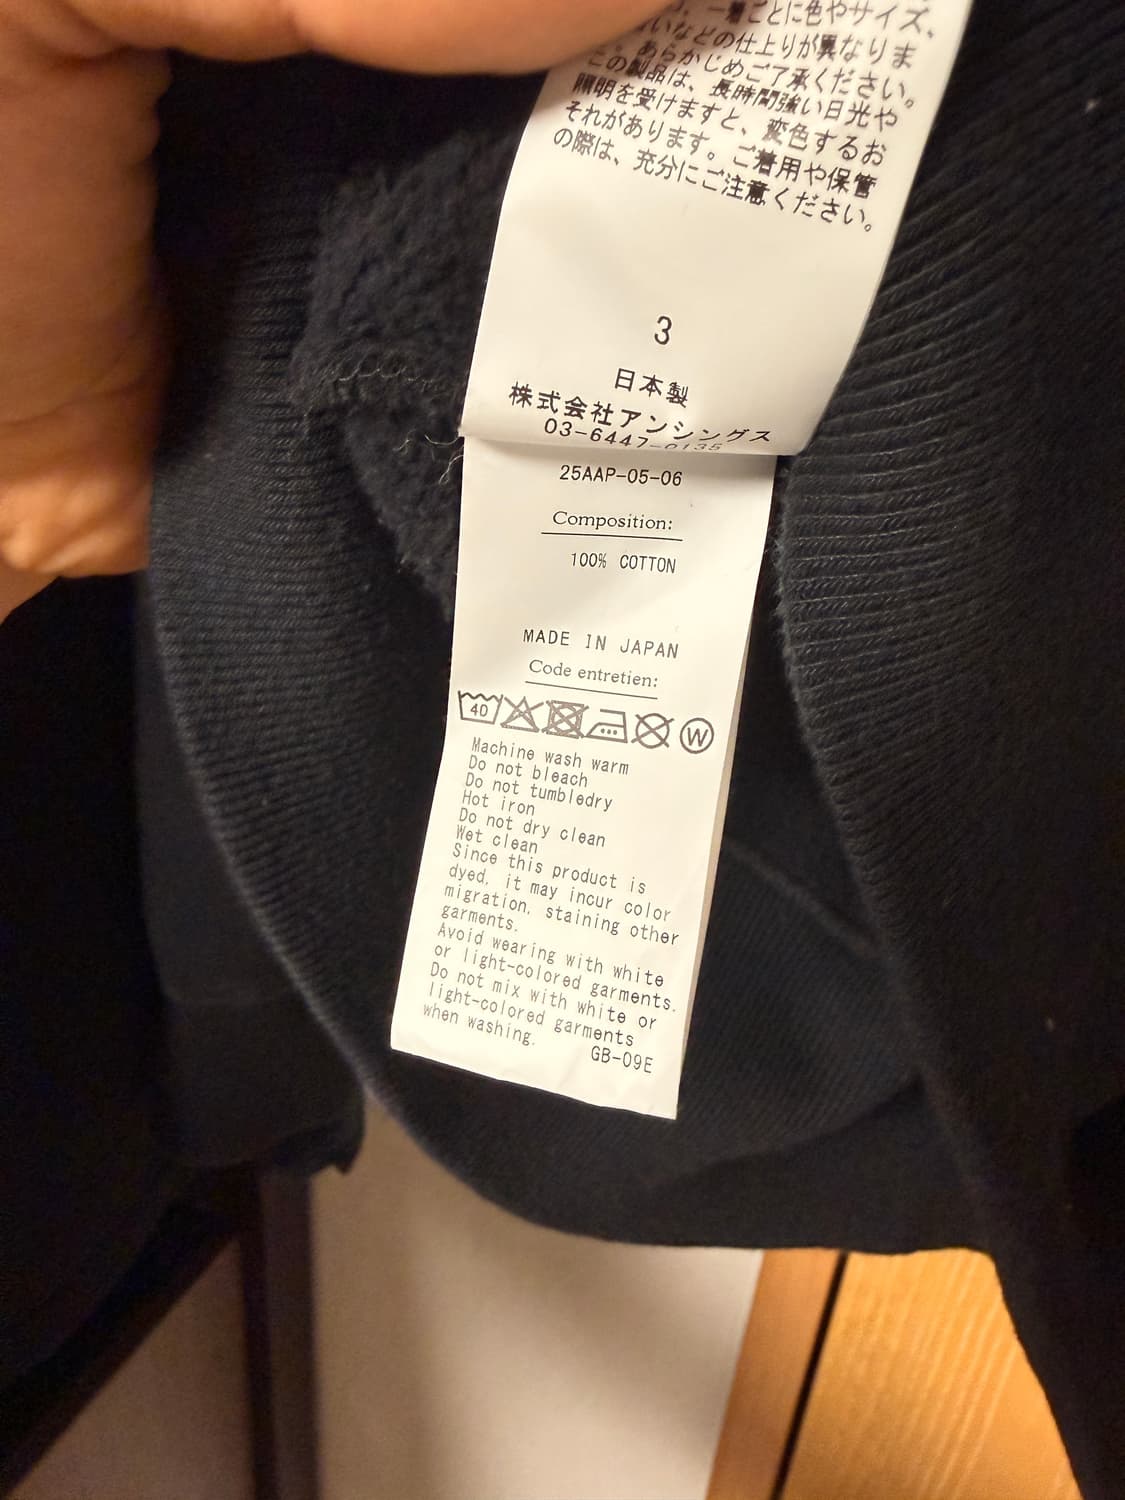 一着ごとに色やサイズ、
いなどの仕上りが異なりま
。あらかじめご了承ください。
この製品は、長時間強い日光や
照明を受けますと、変色するお
それがあります。ご着用や保管
の際は、充分にご注意ください。
3
日本製
株式会社アンシングス
03-6447-0135
25AAP-05-06
Composition:
100% COTTON
MADE IN JAPAN
Code entretien:
40 W
Machine wash warm
Do not bleach
Do not tumbledry
Hot iron
Do not dry clean
Wet clean
Since this product is
dyed, it may incur color
migration, staining other
garments.
Avoid wearing with white
or light-colored garments.
Do not mix with white or
light-colored garments
when washing.
GB-09E